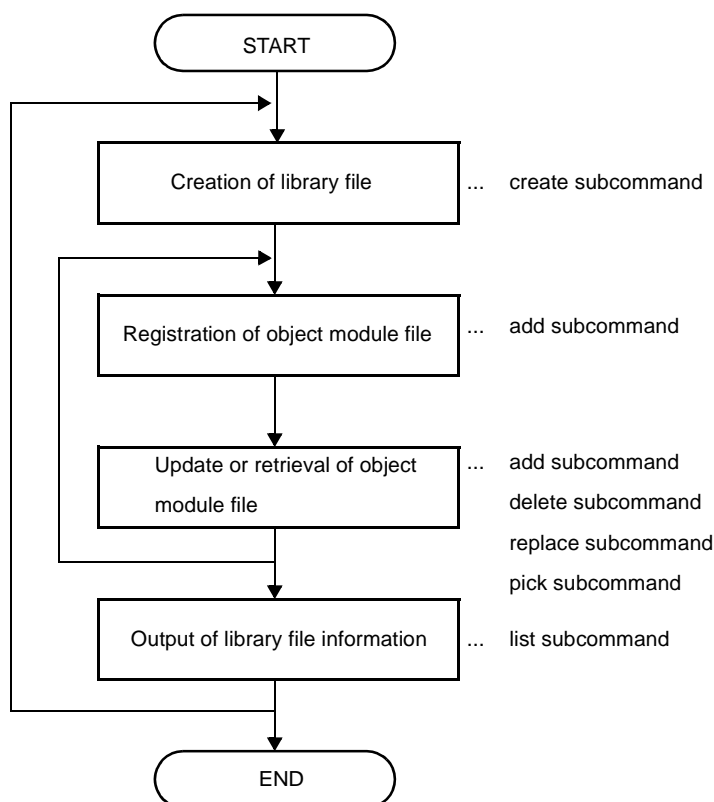 START
Creation of library file ... create subcommand
Registration of object module file ... add subcommand
Update or retrieval of object ... add subcommand
module file delete subcommand
replace subcommand
pick subcommand
Output of library file information ... list subcommand
END